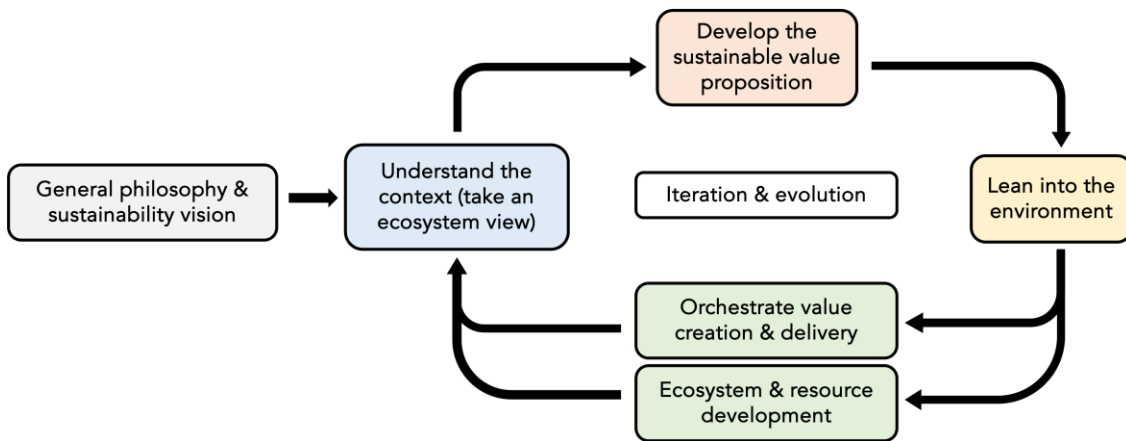 General philosophy &
sustainability vision
Understand the
context (take an
ecosystem view)
Develop the
sustainable value
proposition
Iteration & evolution
Lean into the
environment
Orchestrate value
creation & delivery
Ecosystem & resource
development